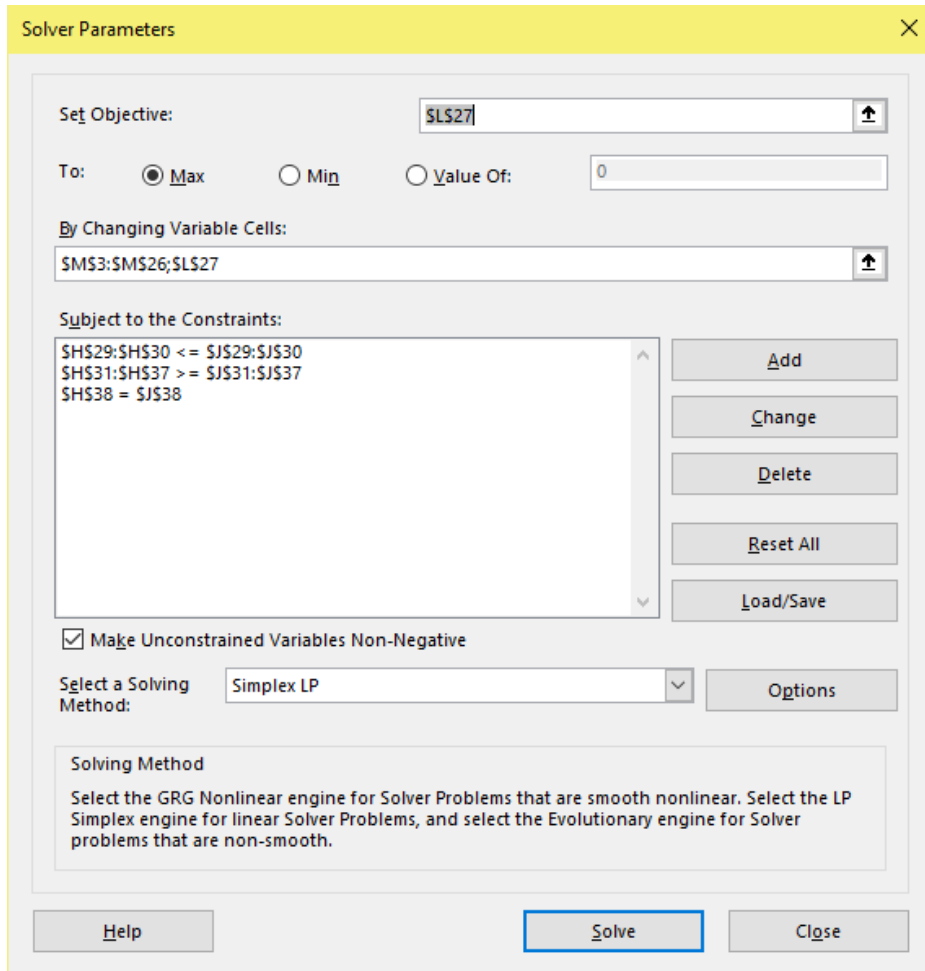 Solver Parameters
Set Objective:
$L$27
To:
Max
Min
Value Of:
0
By Changing Variable Cells:
$M$3:$M$26;$L$27
Subject to the Constraints:
$H$29:$H$30 <= $J$29:$J$30
$H$31:$H$37 >= $J$31:$J$37
$H$38 = $J$38
Add
Change
Delete
Reset All
Load/Save
Make Unconstrained Variables Non-Negative
Select a Solving
Method:
Simplex LP
Options
Solving Method
Select the GRG Nonlinear engine for Solver Problems that are smooth nonlinear. Select the LP
Simplex engine for linear Solver Problems, and select the Evolutionary engine for Solver
problems that are non-smooth.
Help
Solve
Close